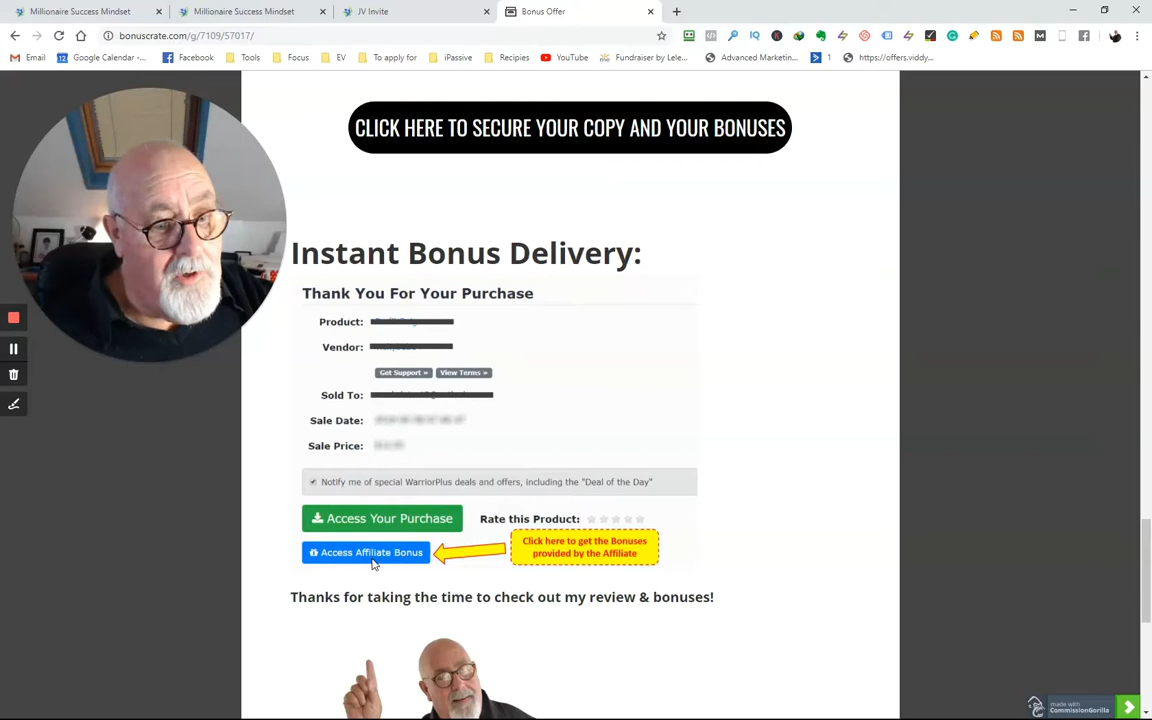 Millionaire Success Mindset
Millionaire Success Mindset
JV Invite
Bonus Offer
bonuscrate.com/g/7109/57017/
Email
Google Calendar -...
Facebook
Tools
Focus
EV
To apply for
iPassive
Recipies
YouTube
Fundraiser by Lele...
Advanced Marketin...
1
https://offers.viddy...
CLICK HERE TO SECURE YOUR COPY AND YOUR BONUSES
Instant Bonus Delivery:
Thank You For Your Purchase
Product:
Vendor:
Get Support » View Terms »
Sold To:
Sale Date:
Sale Price:
Notify me of special WarriorPlus deals and offers, including the "Deal of the Day"
Access Your Purchase
Rate this Product:
Access Affiliate Bonus
Click here to get the Bonuses
provided by the Affiliate
Thanks for taking the time to check out my review & bonuses!
made with
CommissionGorilla